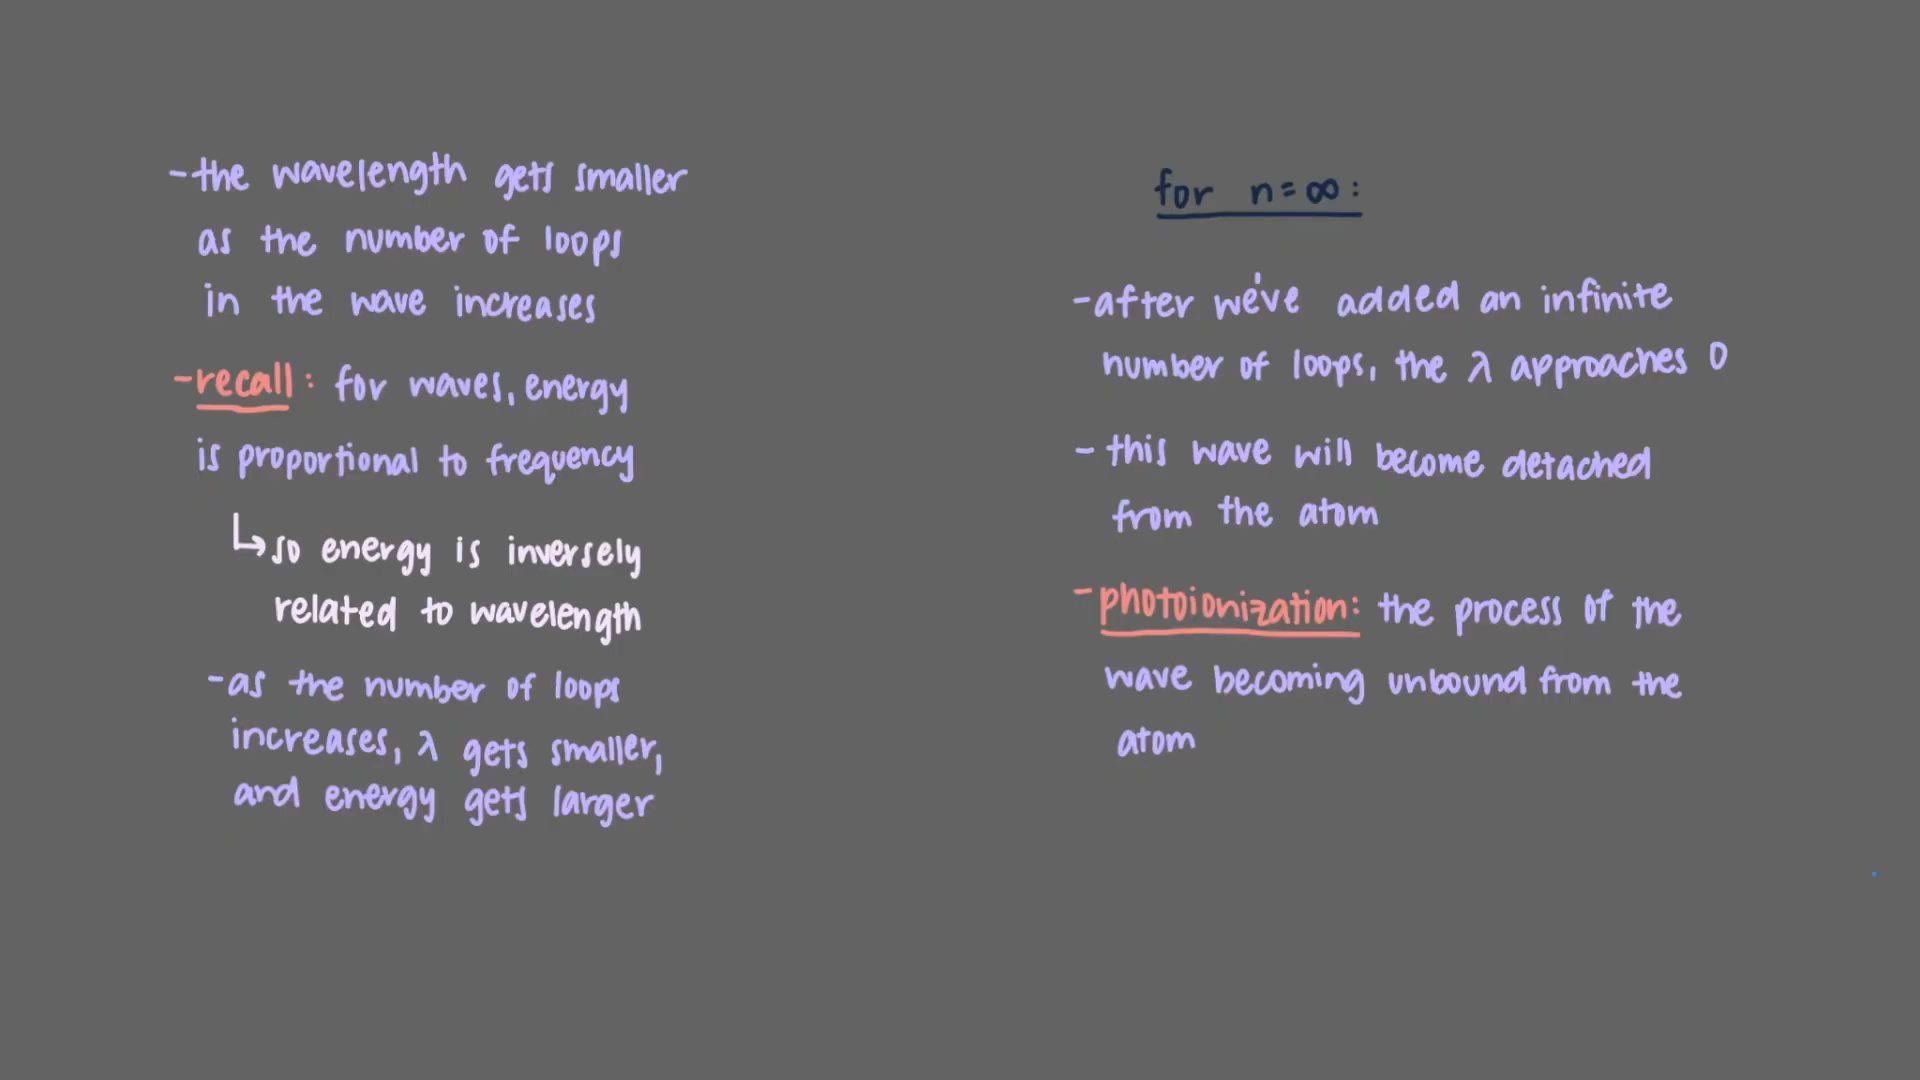 -the wavelength gets smaller
as the number of loops
in the wave increases
-recall: for waves, energy
is proportional to frequency
↳so energy is inversely
related to wavelength
-as the number of loops
increases, λ gets smaller,
and energy gets larger
for n=∞:
-after we've added an infinite
number of loops, the λ approaches 0
- this wave will become detached
from the atom
-photoionization: the process of the
wave becoming unbound from the
atom